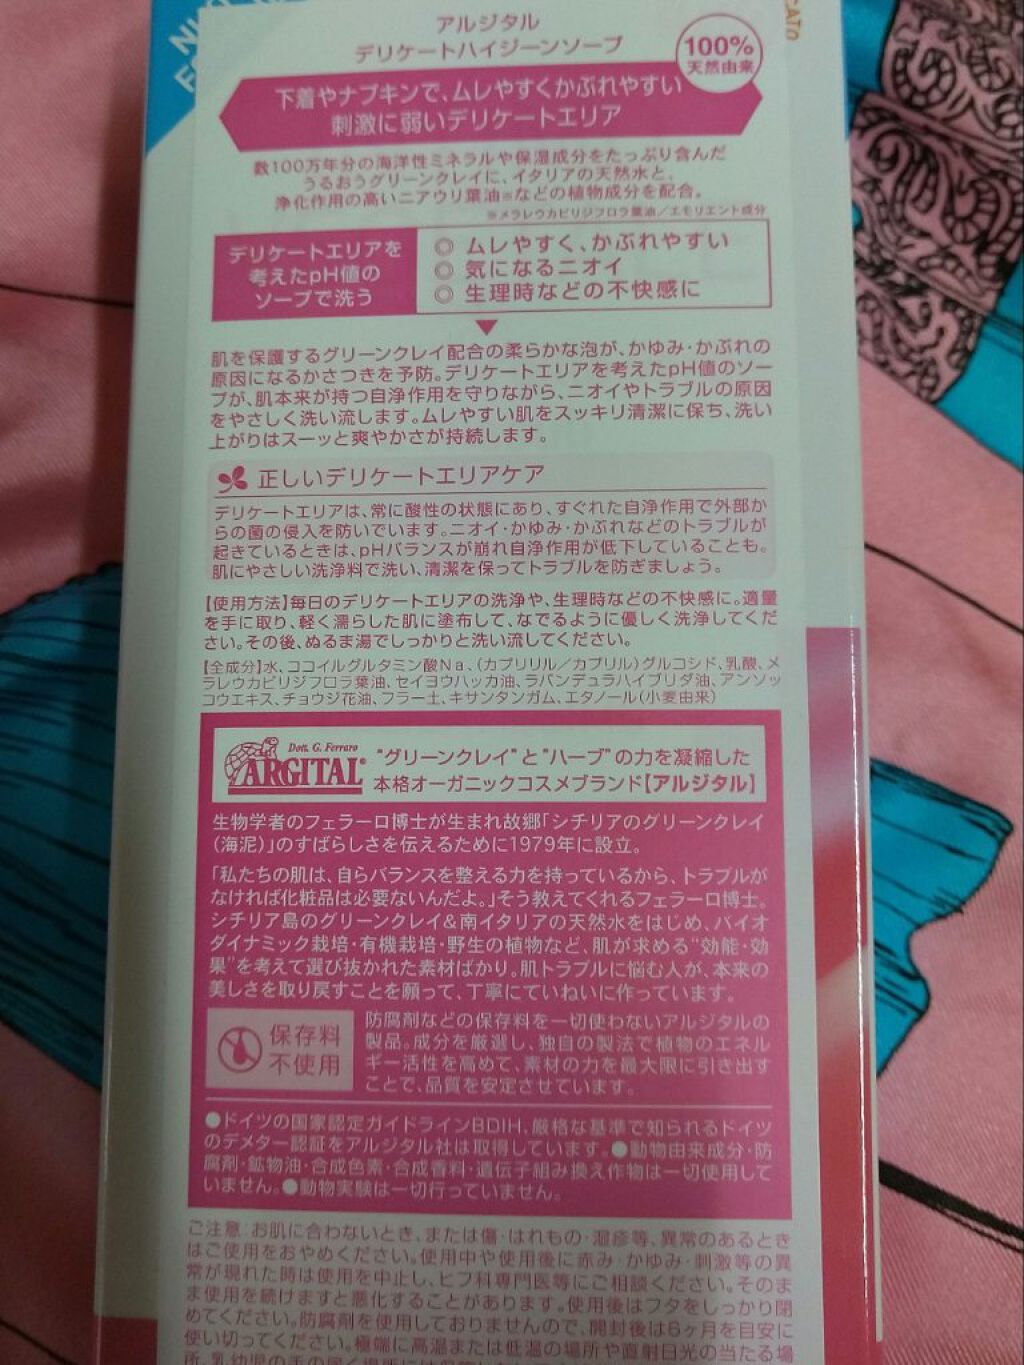 アルジタル
デリケートハイジーンソープ
100%
天然由来
下着やナプキンで、ムレやすくかぶれやすい
刺激に弱いデリケートエリア
数100万年分の海洋性ミネラルや保湿成分をたっぷり含んだ
うるおうグリーンクレイに、イタリアの天然水と、
浄化作用の高いニアウリ葉油※などの植物成分を配合。
※メラレウカビリジフロラ葉油／エモリエント成分
デリケートエリアを
考えたpH値の
ソープで洗う
◎ ムレやすく、かぶれやすい
◎ 気になるニオイ
◎ 生理時などの不快感に
肌を保護するグリーンクレイ配合の柔らかな泡が、かゆみ・かぶれの
原因になるかさつきを予防。デリケートエリアを考えたpH値のソー
プが、肌本来が持つ自浄作用を守りながら、ニオイやトラブルの原因
をやさしく洗い流します。ムレやすい肌をスッキリ清潔に保ち、洗い
上がりはスーッと爽やかさが持続します。
正しいデリケートエリアケア
デリケートエリアは、常に酸性の状態にあり、すぐれた自浄作用で外部か
らの菌の侵入を防いでいます。ニオイ・かゆみ・かぶれなどのトラブルが
起きているときは、pHバランスが崩れ自浄作用が低下していることも。
肌にやさしい洗浄料で洗い、清潔を保ってトラブルを防ぎましょう。
【使用方法】毎日のデリケートエリアの洗浄や、生理時などの不快感に。適量
を手に取り、軽く濡らした肌に塗布して、なでるように優しく洗浄してくだ
さい。その後、ぬるま湯でしっかりと洗い流してください。
【全成分】水、ココイルグルタミン酸Na、(カプリリル／カプリル)グルコシド、乳酸、メ
ラレウカビリジフロラ葉油、セイヨウハッカ油、ラバンデュラハイブリダ油、アンソッ
コウエキス、チョウジ花油、フラー土、キサンタンガム、エタノール(小麦由来)
Dott. G. Ferraro
ARGITAL®
"グリーンクレイ"と"ハーブ"の力を凝縮した
本格オーガニックコスメブランド【アルジタル】
生物学者のフェラーロ博士が生まれ故郷「シチリアのグリーンクレイ
(海泥)」のすばらしさを伝えるために1979年に設立。
「私たちの肌は、自らバランスを整える力を持っているから、トラブルが
なければ化粧品は必要ないんだよ。」そう教えてくれるフェラーロ博士。
シチリア島のグリーンクレイ&南イタリアの天然水をはじめ、バイオ
ダイナミック栽培・有機栽培・野生の植物など、肌が求める"効能・効
果"を考えて選び抜かれた素材ばかり。肌トラブルに悩む人が、本来の
美しさを取り戻すことを願って、丁寧にていねいに作っています。
保存料
不使用
防腐剤などの保存料を一切使わないアルジタルの
製品。成分を厳選し、独自の製法で植物のエネル
ギー活性を高めて、素材の力を最大限に引き出す
ことで、品質を安定させています。
●ドイツの国家認定ガイドラインBDIH、厳格な基準で知られるドイツ
のデメター認証をアルジタル社は取得しています。●動物由来成分・防
腐剤・鉱物油・合成色素・合成香料・遺伝子組み換え作物は一切使用して
いません。●動物実験は一切行っていません。
ご注意:お肌に合わないとき、または傷・はれもの・湿疹等、異常のあるとき
はご使用をおやめください。使用中や使用後に赤み・かゆみ・刺激等の異
常が現れた時は使用を中止し、ヒフ科専門医等にご相談ください。そのま
ま使用を続けますと悪化することがあります。使用後はフタをしっかり閉
めてください。防腐剤を使用しておりませんので、開封後は6ヶ月を目安に
使い切ってください。極端に高温または低温の場所や直射日光の当たる場